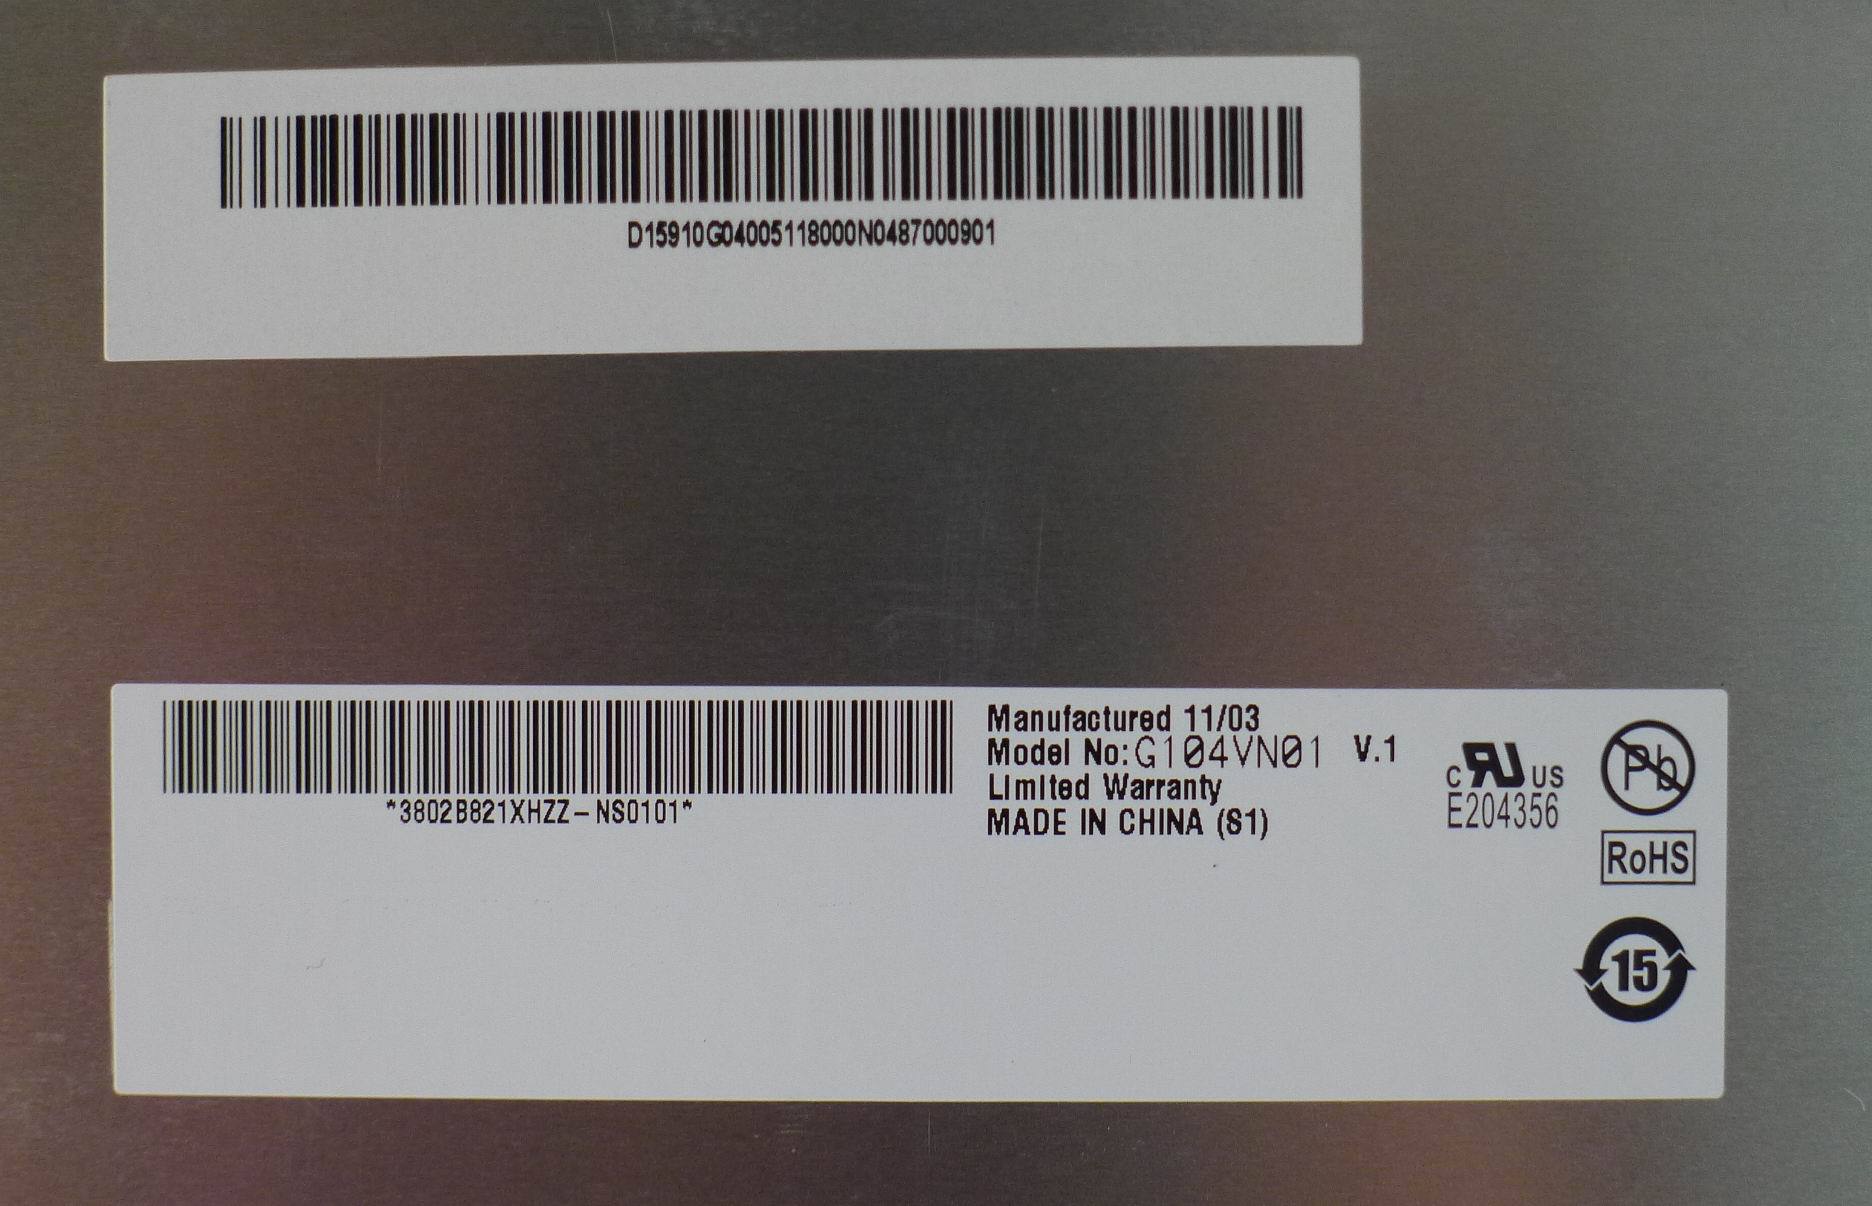 D15910G04005118000N0487000901
*3802B821XHZZ-NS0101*
Manufactured 11/03
Model No:G104VN01 V.1
Limited Warranty
MADE IN CHINA (S1)
c RU US
E204356
Pb
RoHS
15